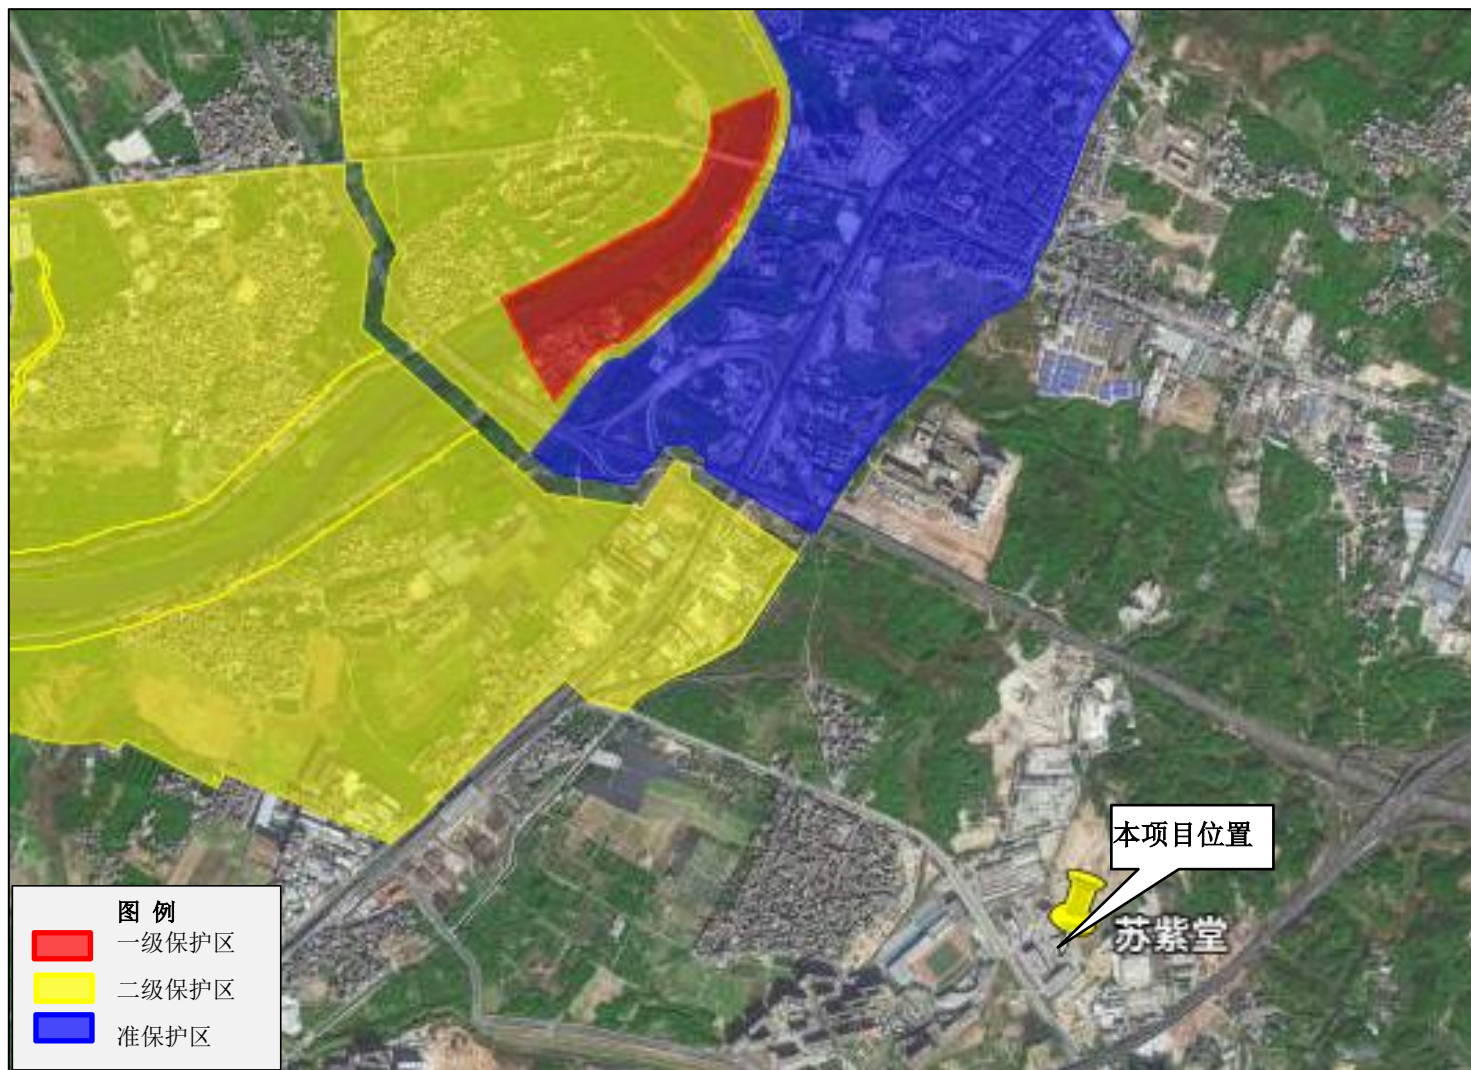 本项目位置
苏紫堂
图 例
一级保护区
二级保护区
准保护区